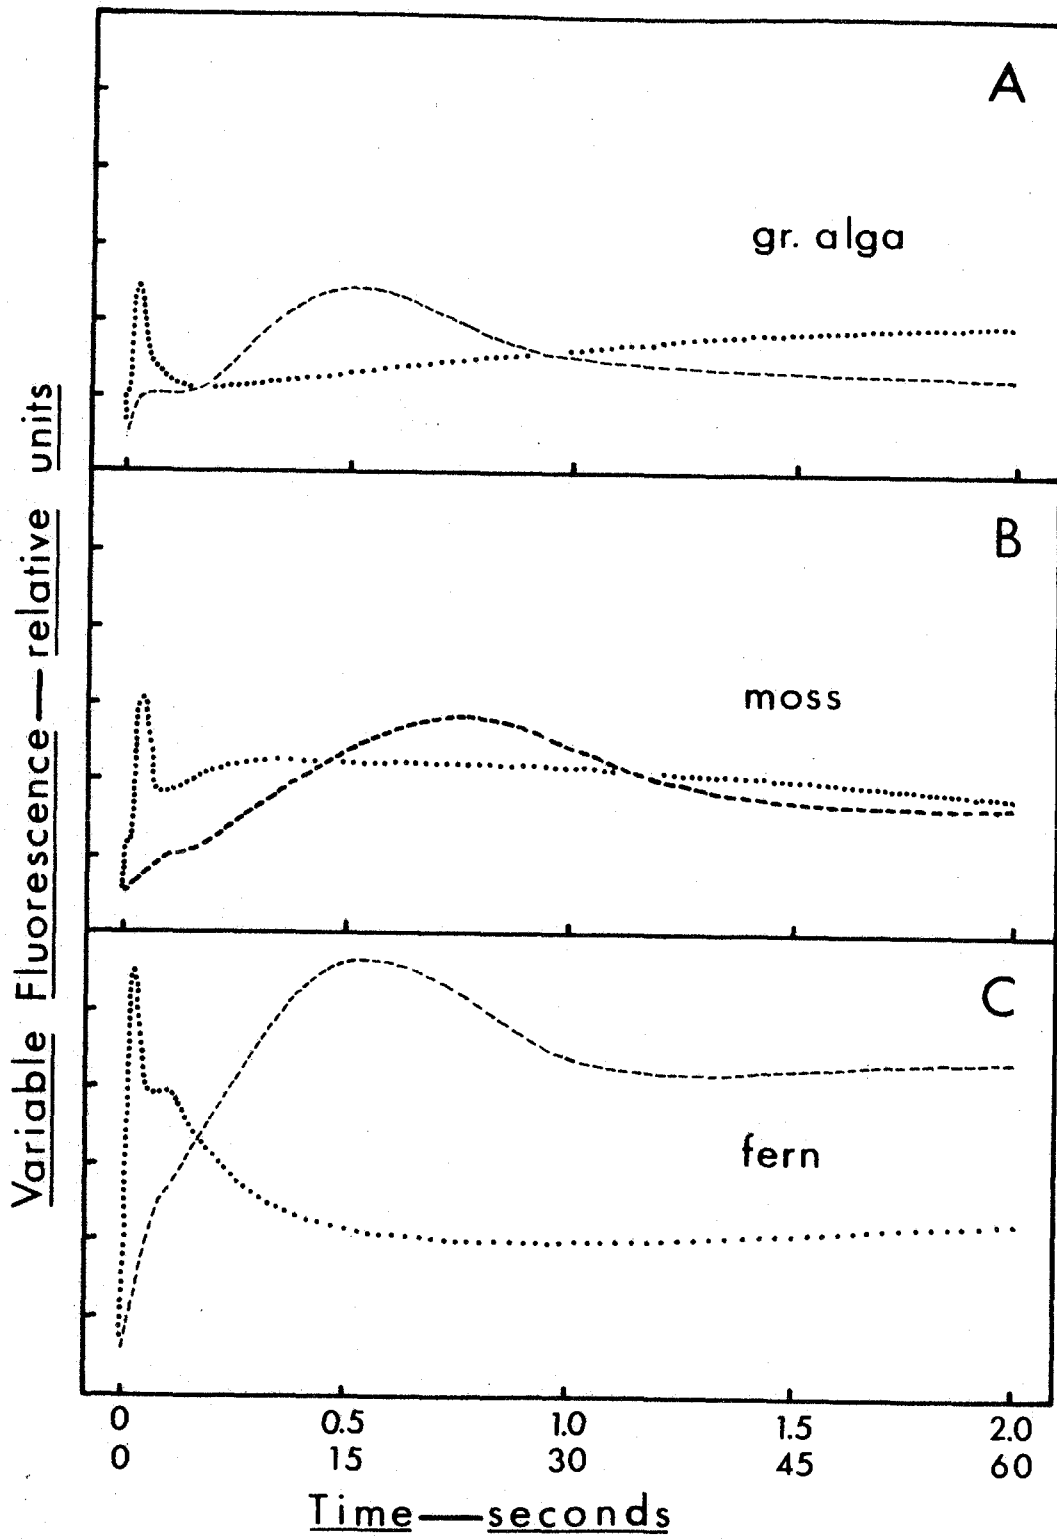 A
gr. alga
B
moss
C
fern
Variable Fluorescence—relative units
0 0.5 1.0 1.5 2.0
0 15 30 45 60
Time—seconds